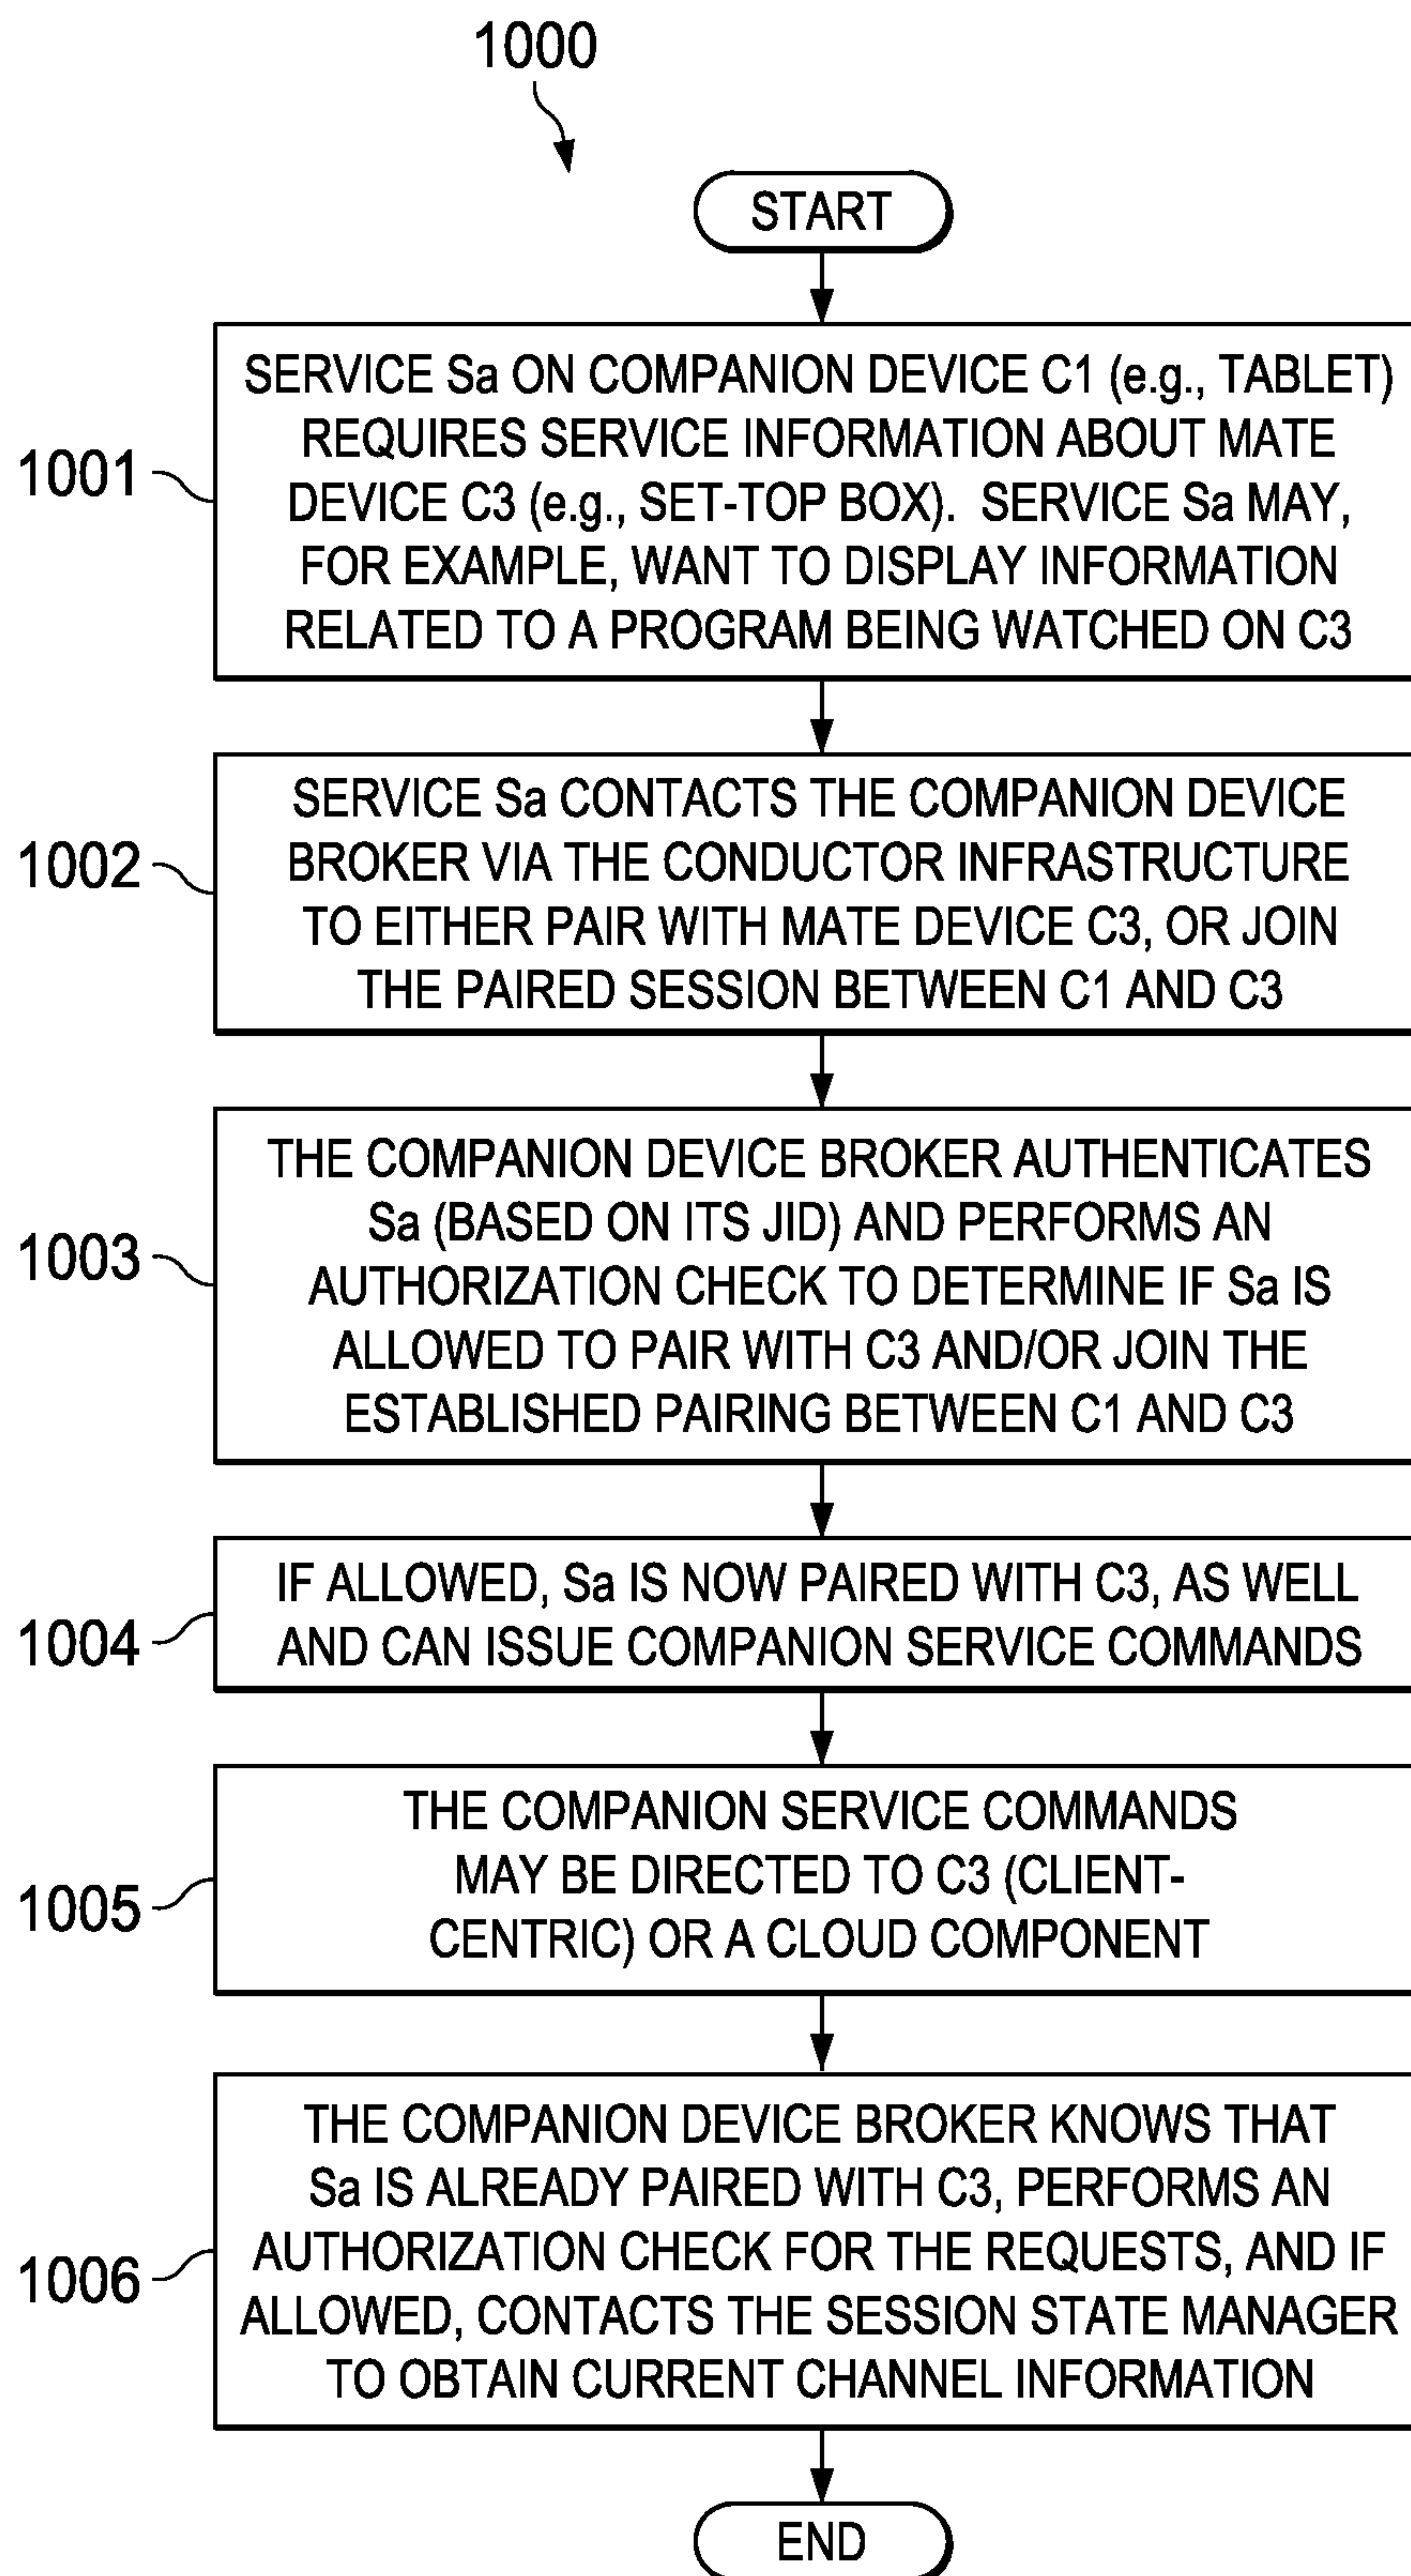 1000
START
1001
SERVICE Sa ON COMPANION DEVICE C1 (e.g., TABLET)
REQUIRES SERVICE INFORMATION ABOUT MATE
DEVICE C3 (e.g., SET-TOP BOX). SERVICE Sa MAY,
FOR EXAMPLE, WANT TO DISPLAY INFORMATION
RELATED TO A PROGRAM BEING WATCHED ON C3
1002
SERVICE Sa CONTACTS THE COMPANION DEVICE
BROKER VIA THE CONDUCTOR INFRASTRUCTURE
TO EITHER PAIR WITH MATE DEVICE C3, OR JOIN
THE PAIRED SESSION BETWEEN C1 AND C3
1003
THE COMPANION DEVICE BROKER AUTHENTICATES
Sa (BASED ON ITS JID) AND PERFORMS AN
AUTHORIZATION CHECK TO DETERMINE IF Sa IS
ALLOWED TO PAIR WITH C3 AND/OR JOIN THE
ESTABLISHED PAIRING BETWEEN C1 AND C3
1004
IF ALLOWED, Sa IS NOW PAIRED WITH C3, AS WELL
AND CAN ISSUE COMPANION SERVICE COMMANDS
1005
THE COMPANION SERVICE COMMANDS
MAY BE DIRECTED TO C3 (CLIENT-
CENTRIC) OR A CLOUD COMPONENT
1006
THE COMPANION DEVICE BROKER KNOWS THAT
Sa IS ALREADY PAIRED WITH C3, PERFORMS AN
AUTHORIZATION CHECK FOR THE REQUESTS, AND IF
ALLOWED, CONTACTS THE SESSION STATE MANAGER
TO OBTAIN CURRENT CHANNEL INFORMATION
END